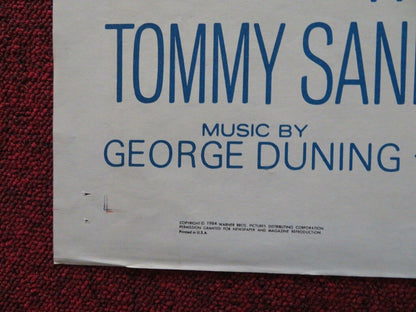 TOMMY SAN
MUSIC BY
GEORGE DUNING
COPYRIGHT © 1964 WARNER BROS. PICTURES DISTRIBUTING CORPORATION
PERMISSION GRANTED FOR NEWSPAPER AND MAGAZINE REPRODUCTION
Printed in U.S.A.